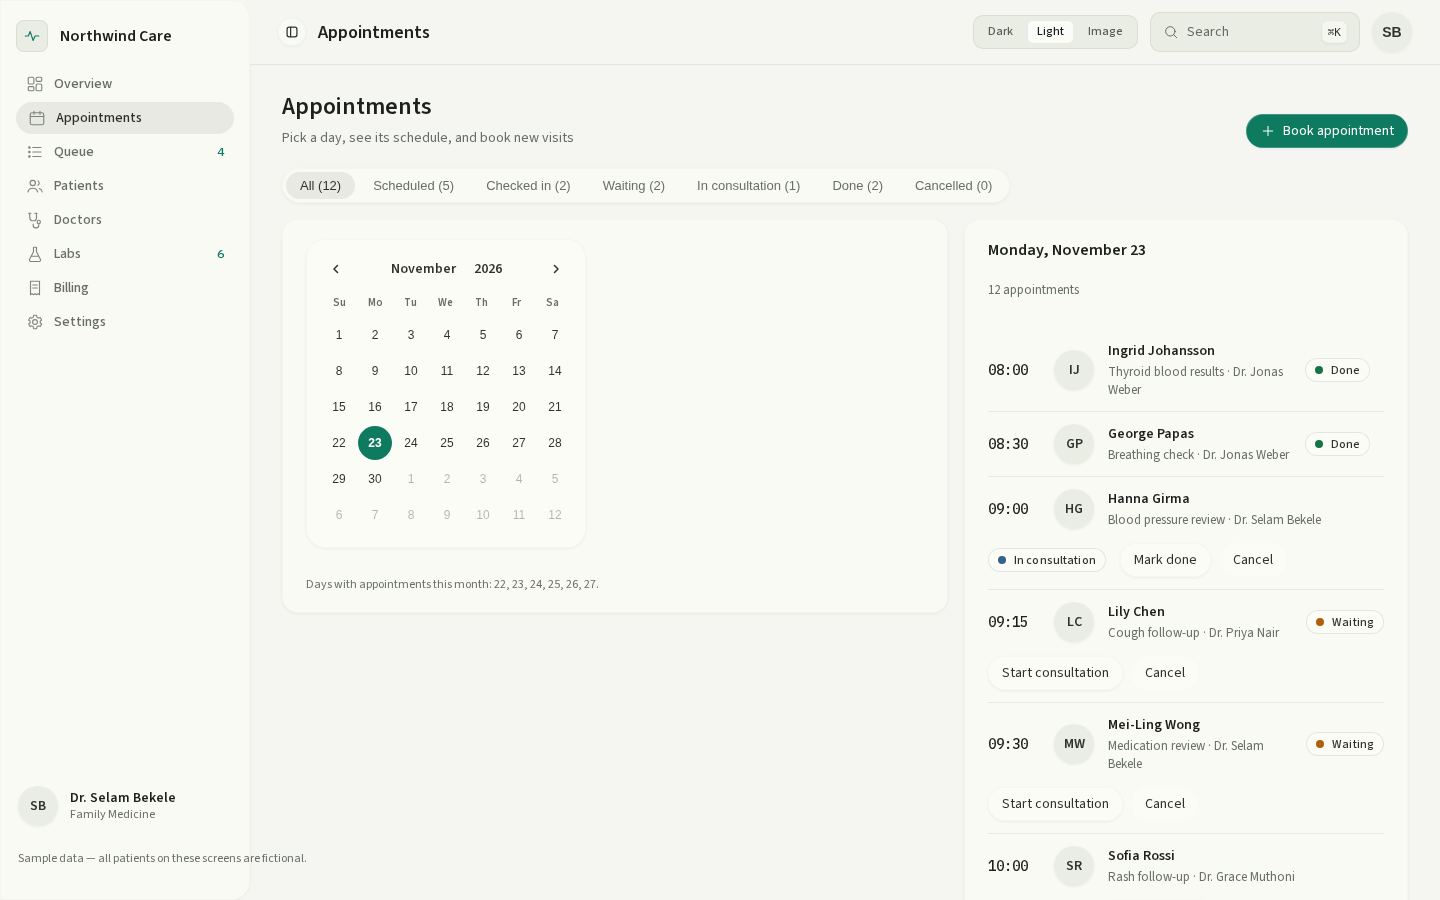 Northwind Care
Overview
Appointments
Queue 4
Patients
Doctors
Labs 6
Billing
Settings
SB
Dr. Selam Bekele
Family Medicine
Sample data — all patients on these screens are fictional.
Appointments
Dark Light Image
Search ⌘K
SB
Appointments
Pick a day, see its schedule, and book new visits
Book appointment
All (12) Scheduled (5) Checked in (2) Waiting (2) In consultation (1) Done (2) Cancelled (0)
November 2026
Su Mo Tu We Th Fr Sa
1 2 3 4 5 6 7
8 9 10 11 12 13 14
15 16 17 18 19 20 21
22 23 24 25 26 27 28
29 30 1 2 3 4 5
6 7 8 9 10 11 12
Days with appointments this month: 22, 23, 24, 25, 26, 27.
Monday, November 23
12 appointments
08:00 IJ Ingrid Johansson
Thyroid blood results · Dr. Jonas
Weber
Done
08:30 GP George Papas
Breathing check · Dr. Jonas Weber
Done
09:00 HG Hanna Girma
Blood pressure review · Dr. Selam Bekele
In consultation Mark done Cancel
09:15 LC Lily Chen
Cough follow-up · Dr. Priya Nair
Waiting
Start consultation Cancel
09:30 MW Mei-Ling Wong
Medication review · Dr. Selam
Bekele
Waiting
Start consultation Cancel
10:00 SR Sofia Rossi
Rash follow-up · Dr. Grace Muthoni